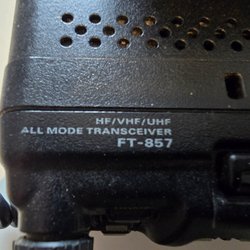 HF/VHF/UHF
ALL MODE TRANSCEIVER
FT-857